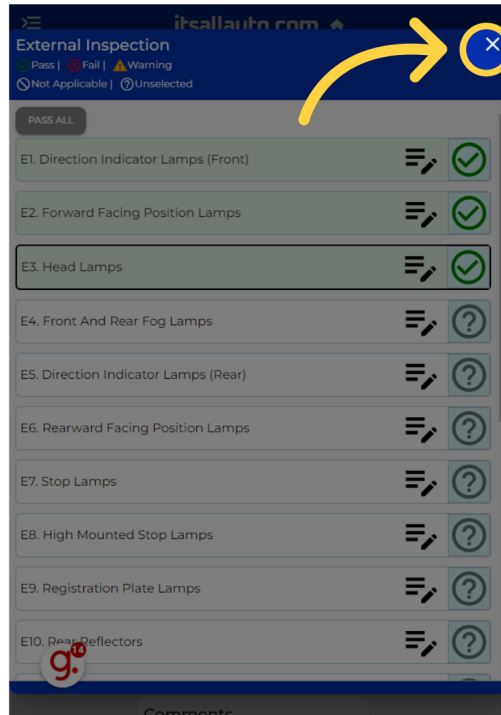 itsallauto.com
External Inspection
Pass | Fail | Warning
Not Applicable | Unselected
PASS ALL
E1. Direction Indicator Lamps (Front)
E2. Forward Facing Position Lamps
E3. Head Lamps
E4. Front And Rear Fog Lamps
E5. Direction Indicator Lamps (Rear)
E6. Rearward Facing Position Lamps
E7. Stop Lamps
E8. High Mounted Stop Lamps
E9. Registration Plate Lamps
E10. Rear Reflectors
g.
14
Comments